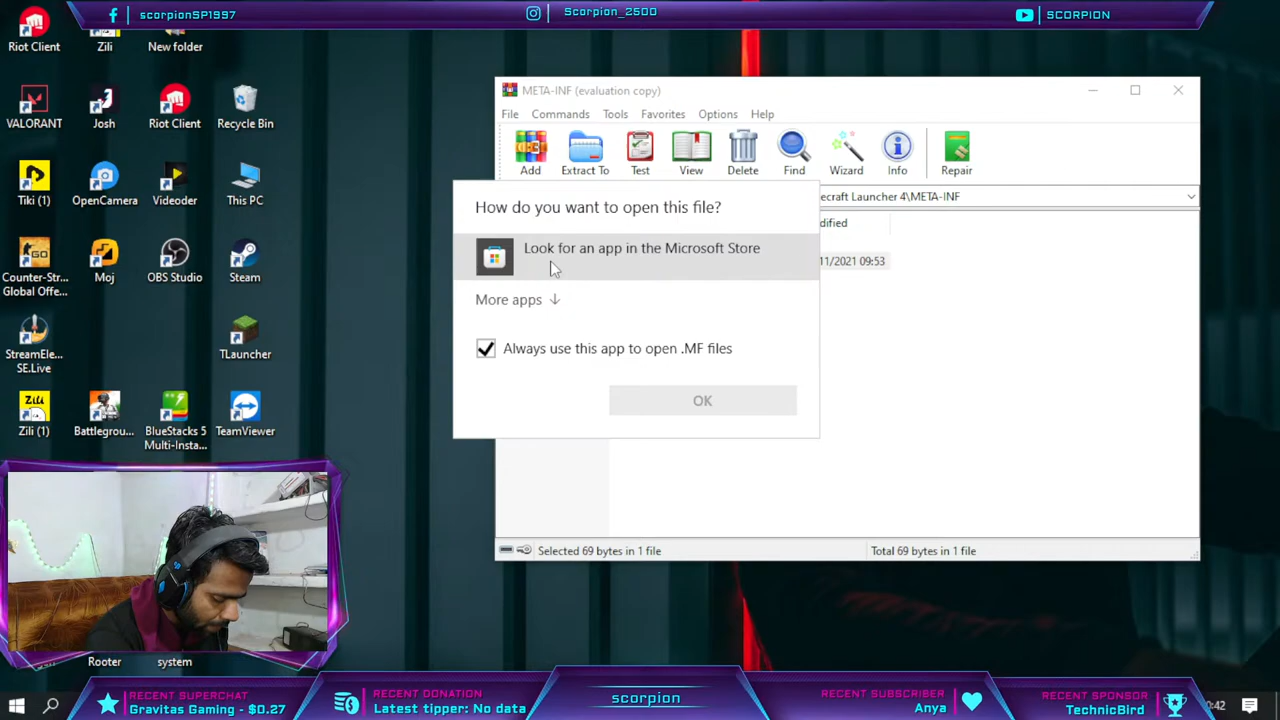 scorpionSP1997
Scorpion_2500
SCORPION
Riot Client
Zili
New folder
VALORANT
Josh
Riot Client
Recycle Bin
Tiki (1)
OpenCamera
Videoder
This PC
Counter-Str...
Global Offe...
Moj
OBS Studio
Steam
StreamEle...
SE.Live
TLauncher
Zili (1)
Battlegrou...
BlueStacks 5
Multi-Insta...
TeamViewer
Rooter
system
META-INF (evaluation copy)
File Commands Tools Favorites Options Help
Add Extract To Test View Delete Find Wizard Info Repair
ecraft Launcher 4\META-INF
11/2021 09:53
Selected 69 bytes in 1 file
Total 69 bytes in 1 file
How do you want to open this file?
Look for an app in the Microsoft Store
More apps ↓
Always use this app to open .MF files
OK
RECENT SUPERCHAT
Gravitas Gaming - $0.27
RECENT DONATION
Latest tipper: No data
scorpion
RECENT SUBSCRIBER
Anya
RECENT SPONSOR
TechnicBird